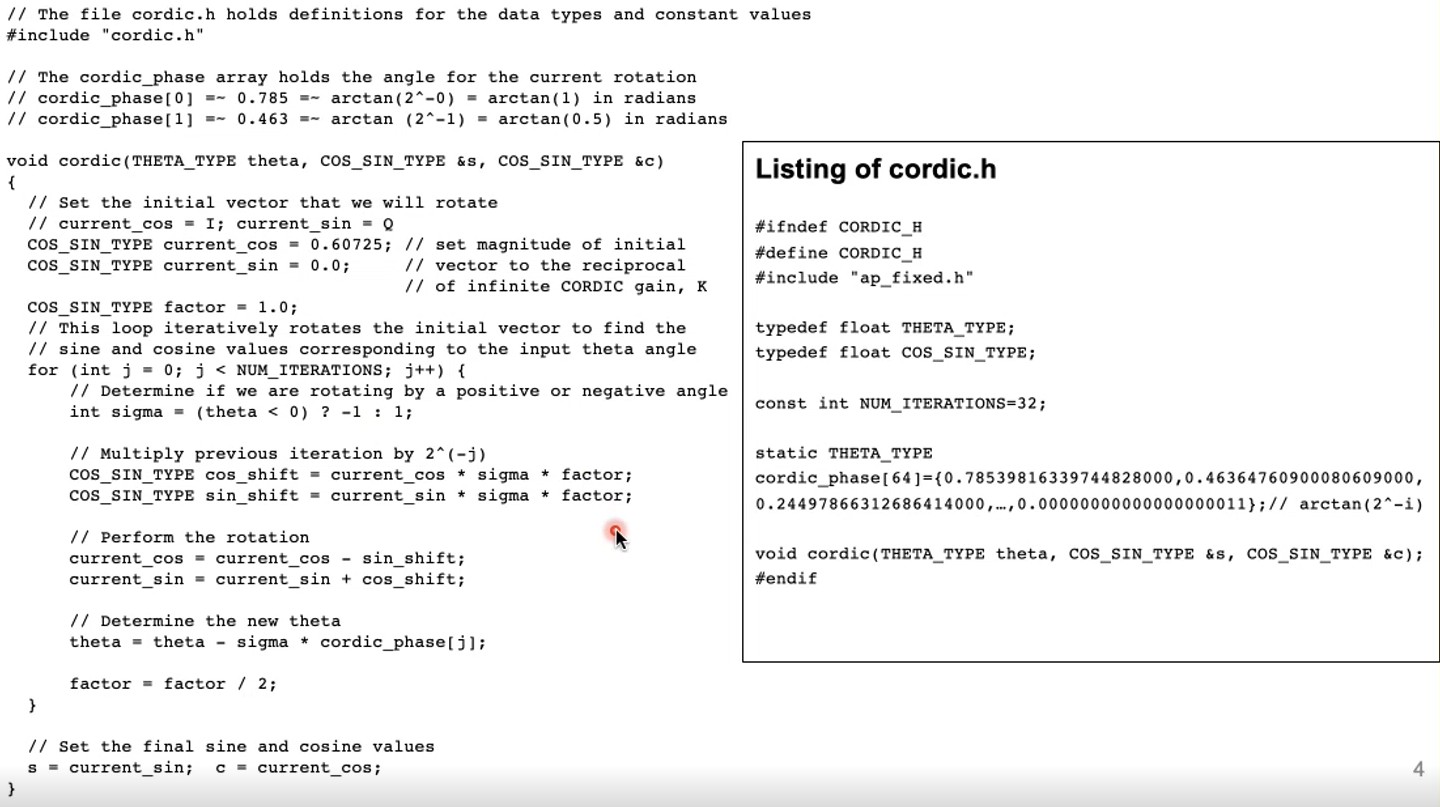 // The file cordic.h holds definitions for the data types and constant values
#include "cordic.h"
// The cordic_phase array holds the angle for the current rotation
// cordic_phase[0] =~ 0.785 =~ arctan(2^-0) = arctan(1) in radians
// cordic_phase[1] =~ 0.463 =~ arctan (2^-1) = arctan(0.5) in radians
void cordic(THETA_TYPE theta, COS_SIN_TYPE &s, COS_SIN_TYPE &c)
{
// Set the initial vector that we will rotate
// current_cos = I; current_sin = Q
COS_SIN_TYPE current_cos = 0.60725; // set magnitude of initial
COS_SIN_TYPE current_sin = 0.0; // vector to the reciprocal
// of infinite CORDIC gain, K
COS_SIN_TYPE factor = 1.0;
// This loop iteratively rotates the initial vector to find the
// sine and cosine values corresponding to the input theta angle
for (int j = 0; j < NUM_ITERATIONS; j++) {
// Determine if we are rotating by a positive or negative angle
int sigma = (theta < 0) ? -1 : 1;
// Multiply previous iteration by 2^(-j)
COS_SIN_TYPE cos_shift = current_cos * sigma * factor;
COS_SIN_TYPE sin_shift = current_sin * sigma * factor;
// Perform the rotation
current_cos = current_cos - sin_shift;
current_sin = current_sin + cos_shift;
// Determine the new theta
theta = theta - sigma * cordic_phase[j];
factor = factor / 2;
}
// Set the final sine and cosine values
s = current_sin; c = current_cos;
}
Listing of cordic.h
#ifndef CORDIC_H
#define CORDIC_H
#include "ap_fixed.h"
typedef float THETA_TYPE;
typedef float COS_SIN_TYPE;
const int NUM_ITERATIONS=32;
static THETA_TYPE
cordic_phase[64]={0.78539816339744828000,0.46364760900080609000,
0.24497866312686414000,…,0.00000000000000000011};// arctan(2^-i)
void cordic(THETA_TYPE theta, COS_SIN_TYPE &s, COS_SIN_TYPE &c);
#endif
4